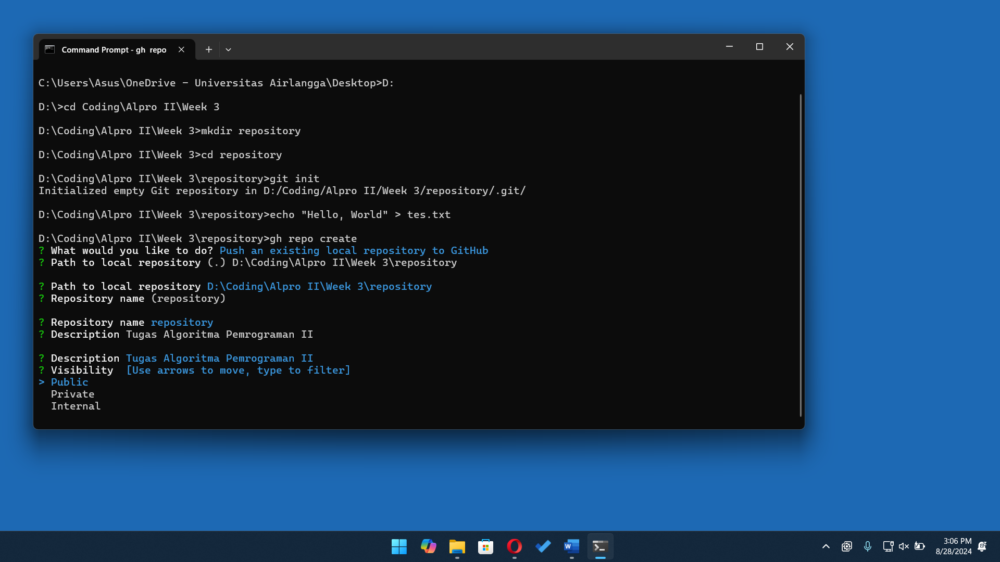 Command Prompt - gh repo
C:\Users\Asus\OneDrive - Universitas Airlangga\Desktop>D:
D:\>cd Coding\Alpro II\Week 3
D:\Coding\Alpro II\Week 3>mkdir repository
D:\Coding\Alpro II\Week 3>cd repository
D:\Coding\Alpro II\Week 3\repository>git init
Initialized empty Git repository in D:/Coding/Alpro II/Week 3/repository/.git/
D:\Coding\Alpro II\Week 3\repository>echo "Hello, World" > tes.txt
D:\Coding\Alpro II\Week 3\repository>gh repo create
? What would you like to do? Push an existing local repository to GitHub
? Path to local repository (.) D:\Coding\Alpro II\Week 3\repository
? Path to local repository D:\Coding\Alpro II\Week 3\repository
? Repository name (repository)
? Repository name repository
? Description Tugas Algoritma Pemrograman II
? Description Tugas Algoritma Pemrograman II
? Visibility  [Use arrows to move, type to filter]
> Public
Private
Internal
3:06 PM
8/28/2024